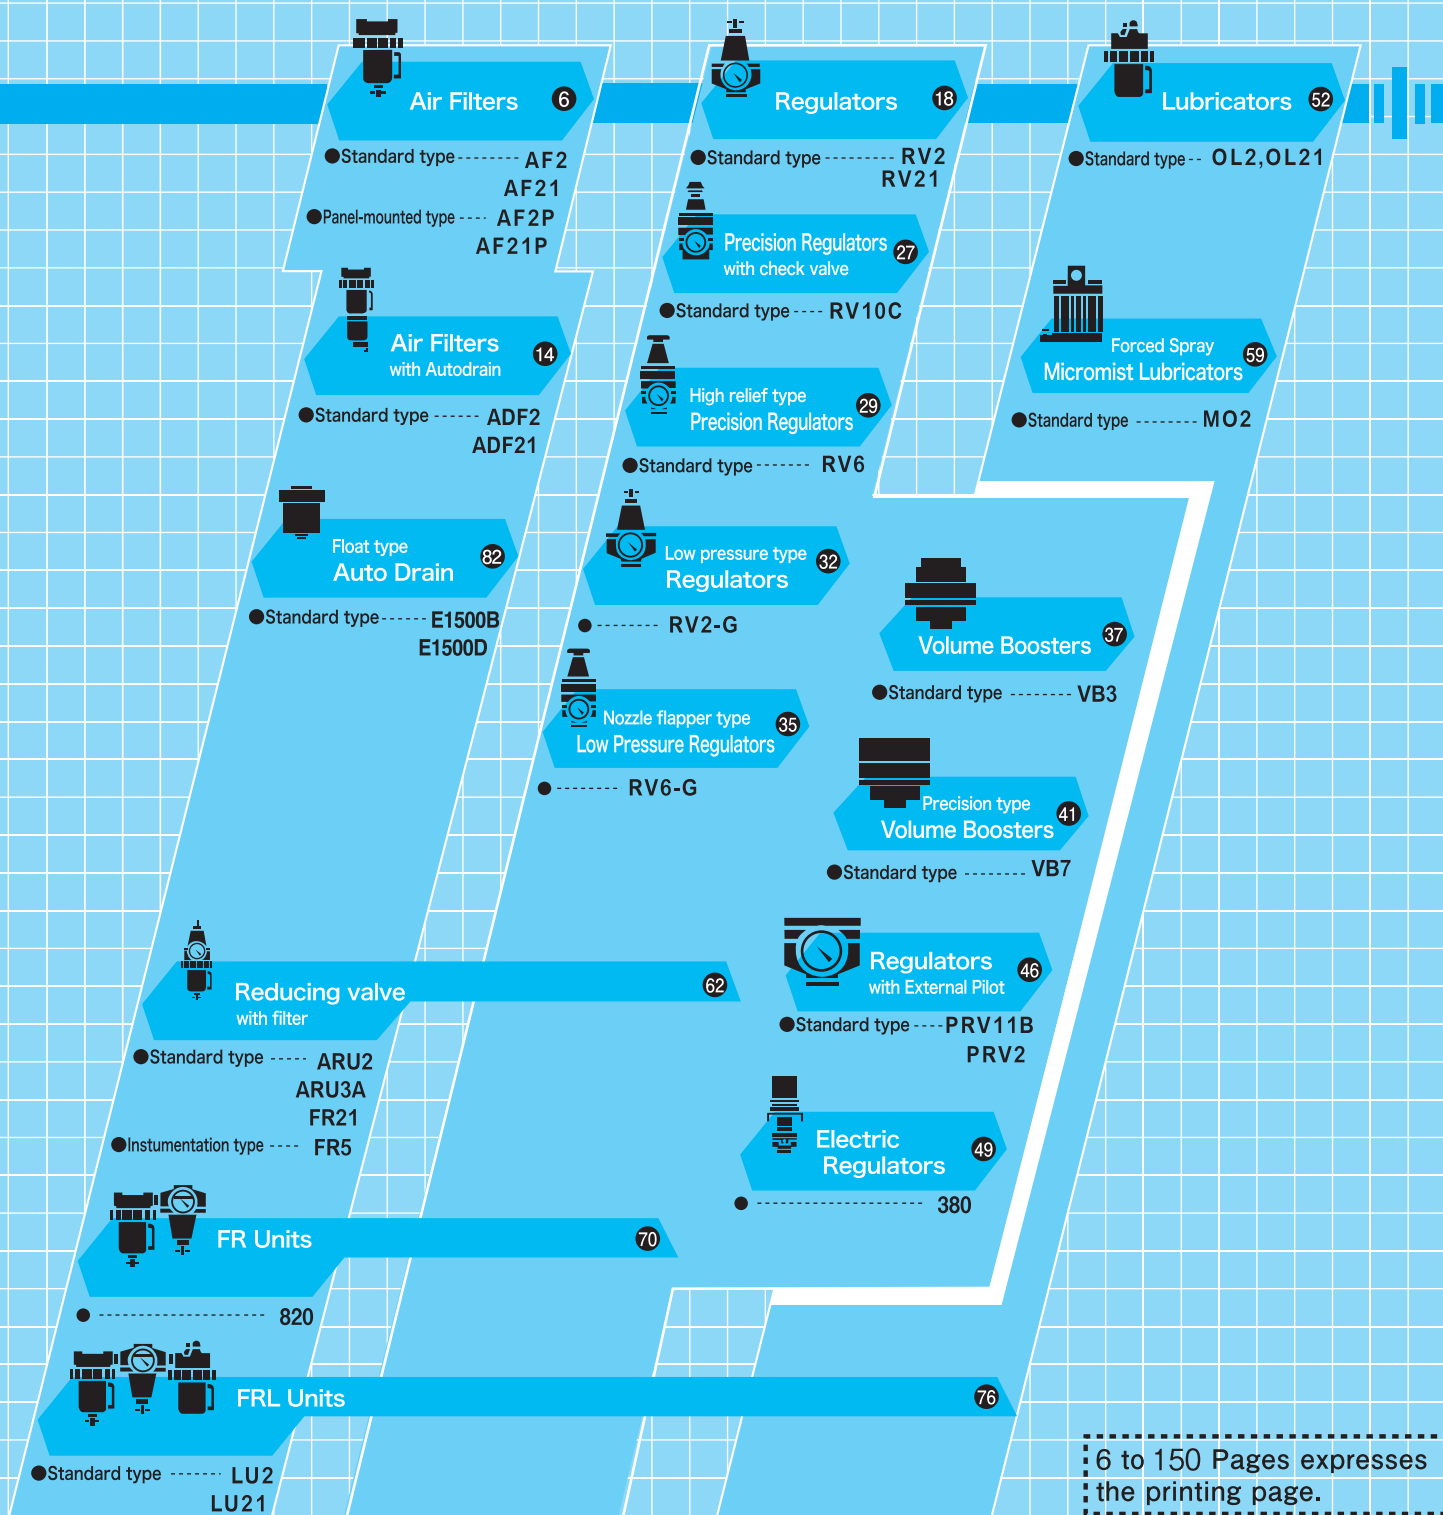 Air Filters 6
●Standard type ------- AF2
AF21
●Panel-mounted type ---- AF2P
AF21P
Air Filters 14
with Autodrain
●Standard type ------ ADF2
ADF21
Float type
Auto Drain 82
●Standard type ------ E1500B
E1500D
Regulators 18
●Standard type -------- RV2
RV21
Precision Regulators 27
with check valve
●Standard type ---- RV10C
High relief type 29
Precision Regulators
●Standard type ------- RV6
Low pressure type 32
Regulators
● -------- RV2-G
Nozzle flapper type 35
Low Pressure Regulators
● -------- RV6-G
Lubricators 52
●Standard type -- OL2,OL21
Forced Spray 59
Micromist Lubricators
●Standard type -------- MO2
Volume Boosters 37
●Standard type -------- VB3
Precision type 41
Volume Boosters
●Standard type -------- VB7
Regulators 46
with External Pilot
●Standard type ---- PRV11B
PRV2
Electric 49
Regulators
● ---------------------- 380
Reducing valve 62
with filter
●Standard type ----- ARU2
ARU3A
FR21
●Instumentation type ---- FR5
FR Units 70
● ---------------------- 820
FRL Units 76
●Standard type ------- LU2
LU21
6 to 150 Pages expresses
the printing page.